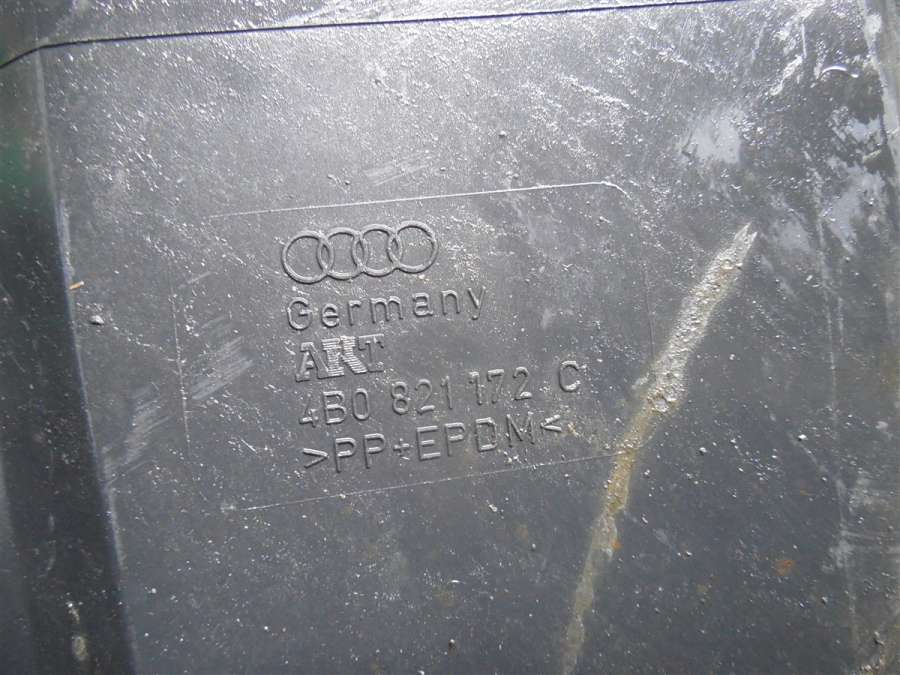 Germany
AKT
4B0 821 172 C
>PP+EPDM<